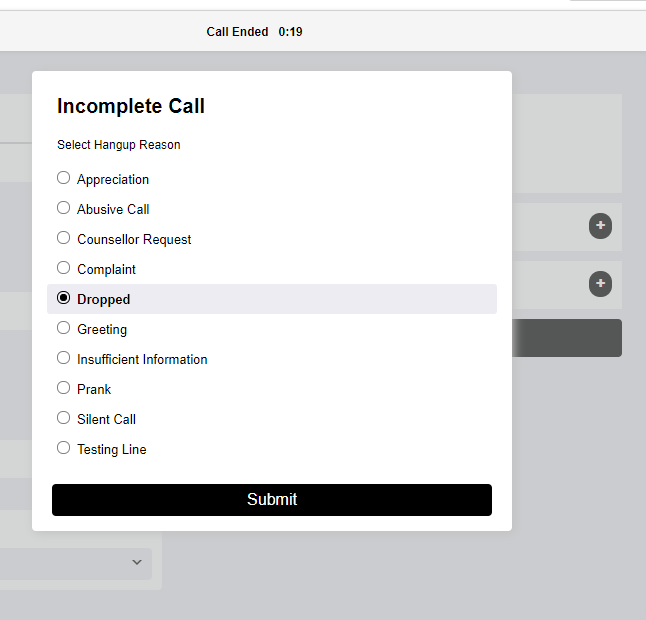 Call Ended 0:19
Incomplete Call
Select Hangup Reason
Appreciation
Abusive Call
Counsellor Request
Complaint
Dropped
Greeting
Insufficient Information
Prank
Silent Call
Testing Line
Submit